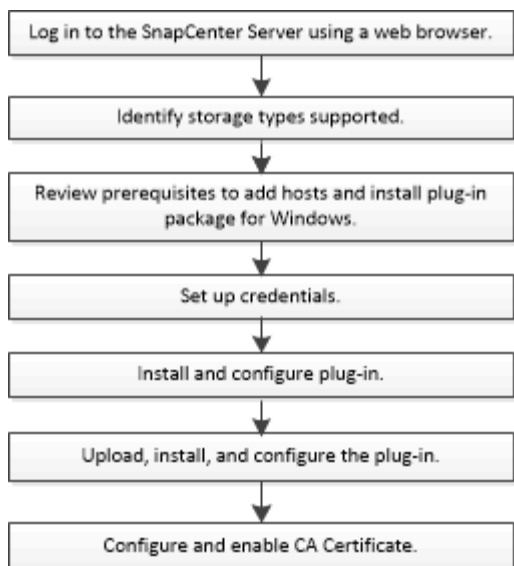 Log in to the SnapCenter Server using a web browser.
Identify storage types supported.
Review prerequisites to add hosts and install plug-in
package for Windows.
Set up credentials.
Install and configure plug-in.
Upload, install, and configure the plug-in.
Configure and enable CA Certificate.